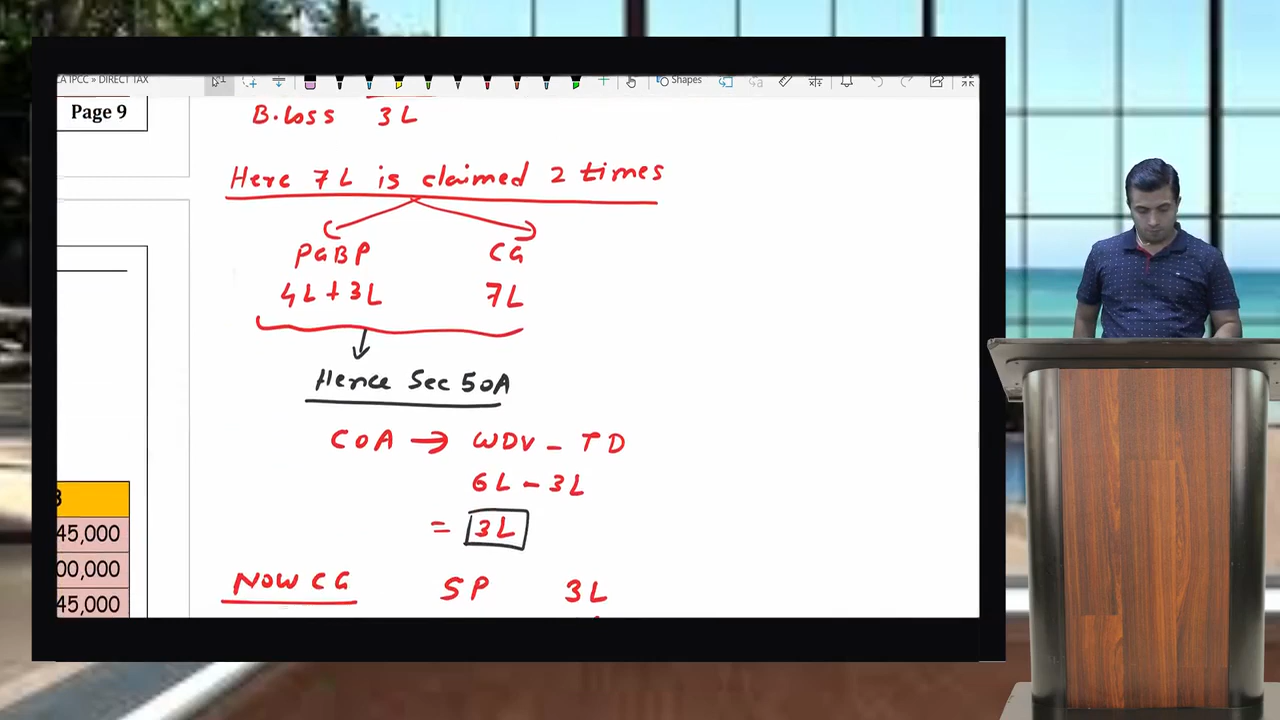 CA IPCC » DIRECT TAX
Shapes
Page 9
B.loss 3L
Here 7L is claimed 2 times
PGBP CG
4L + 3L 7L
Hence Sec 50A
COA → WDV – TD
6L – 3L
= 3L
45,000
00,000
45,000
NOW CG SP 3L